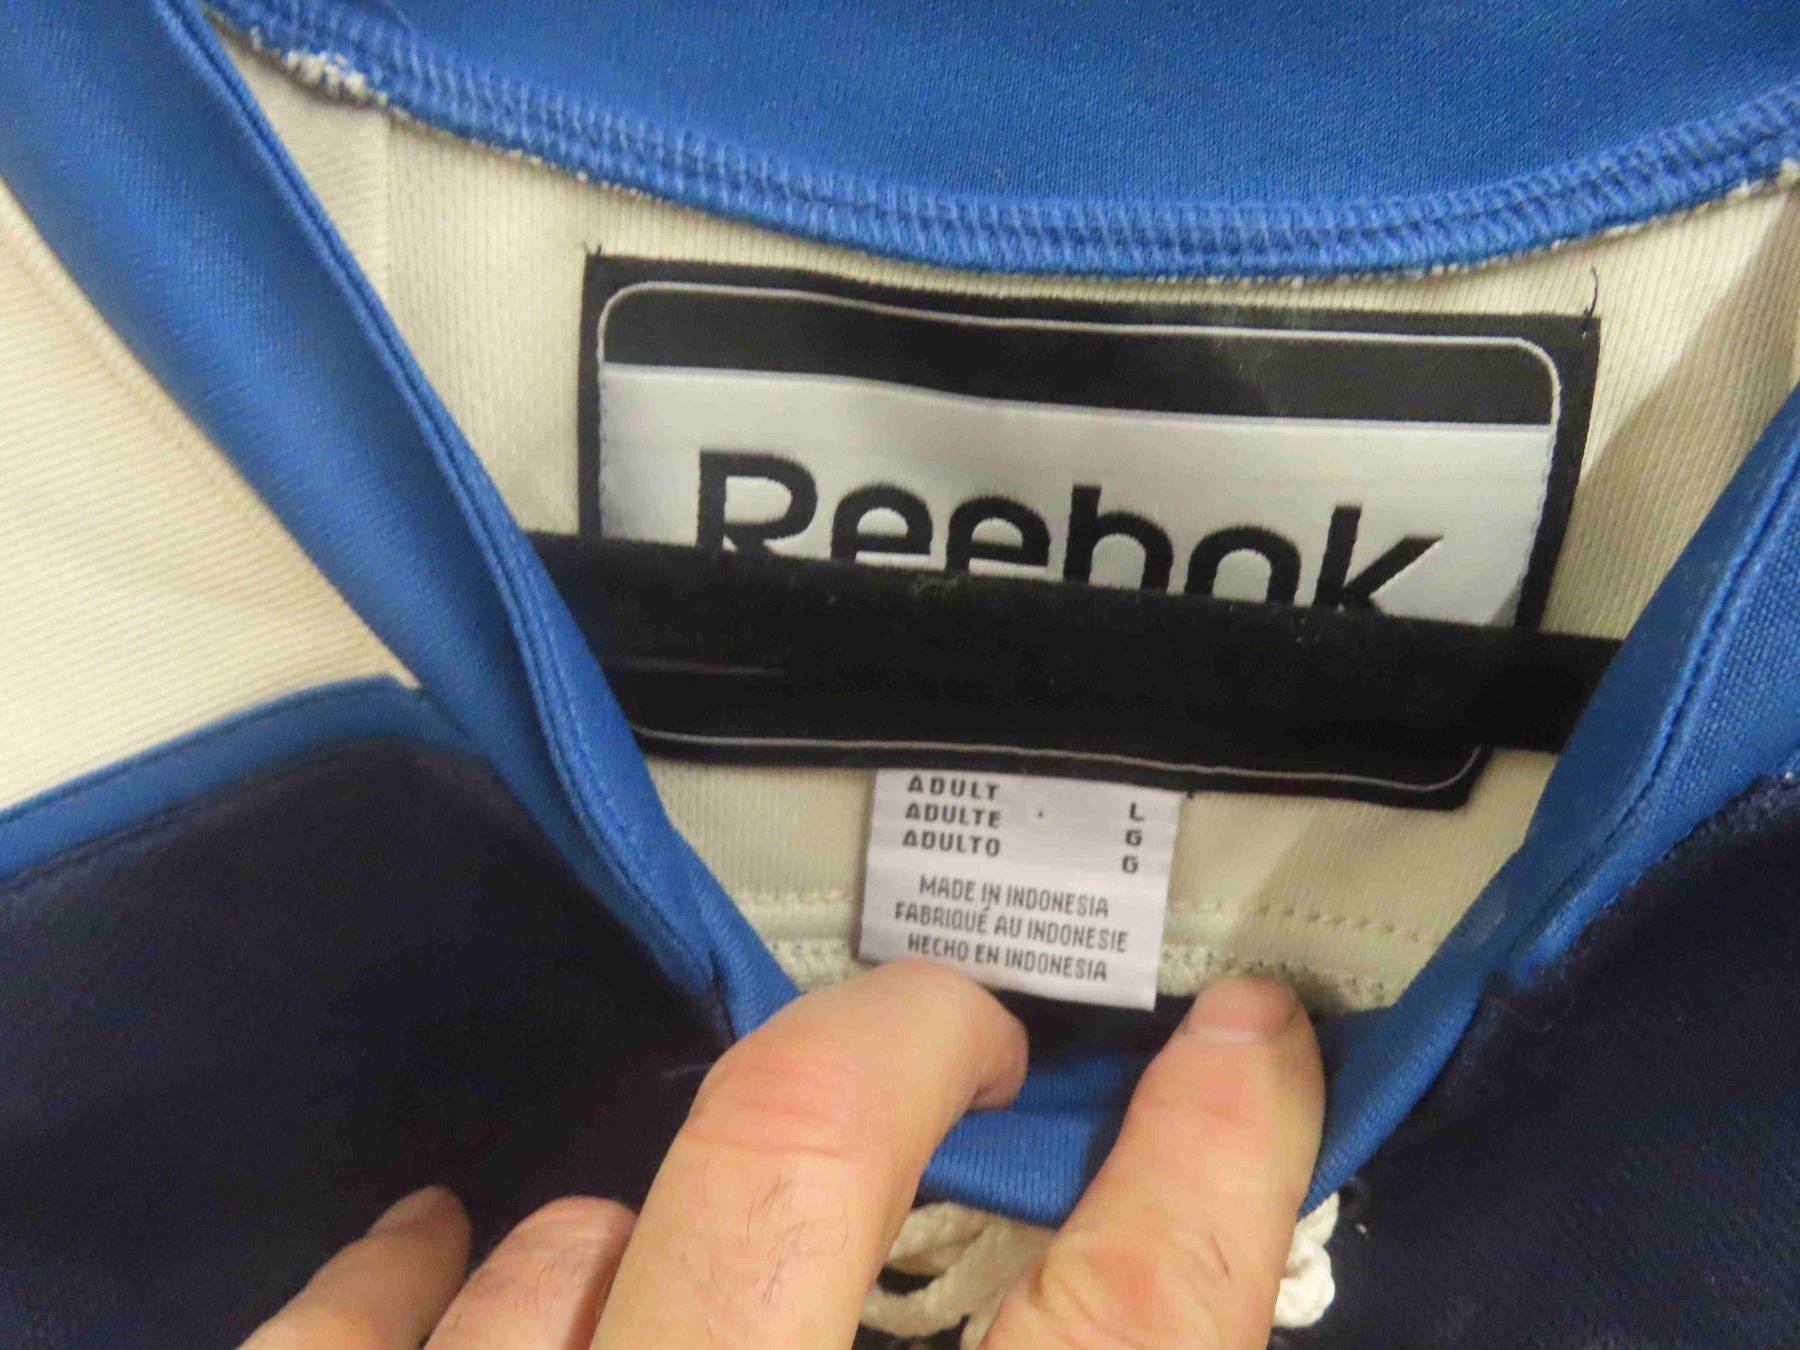 Reebok
ADULT L
ADULTE G
ADULTO G
MADE IN INDONESIA
FABRIQUÉ AU INDONESIE
HECHO EN INDONESIA